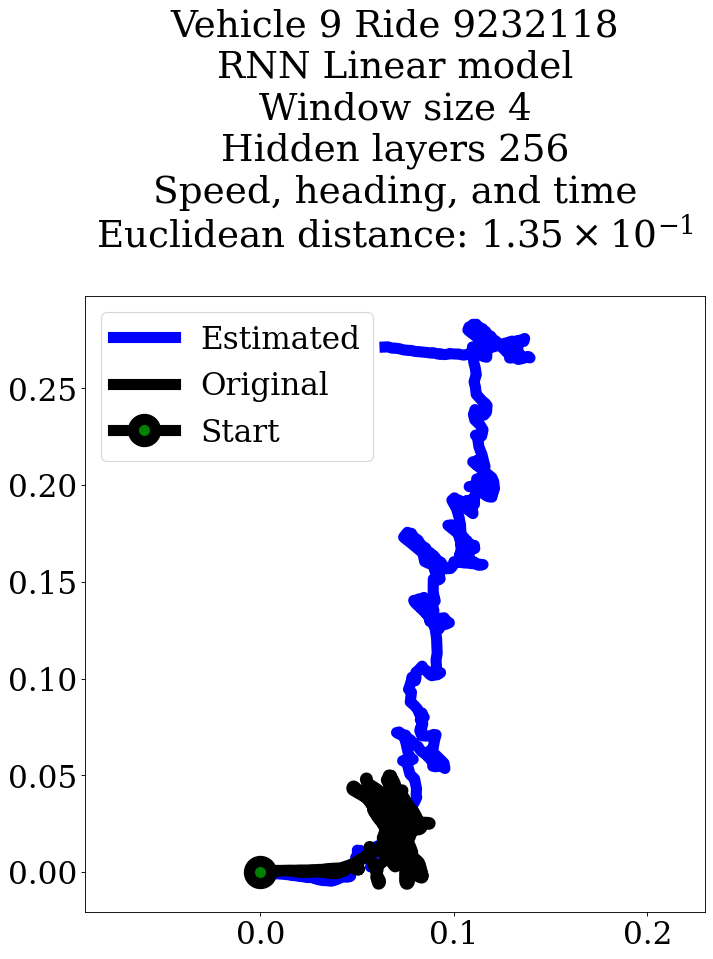 Vehicle 9 Ride 9232118
RNN Linear model
Window size 4
Hidden layers 256
Speed, heading, and time
Euclidean distance: 1.35 × 10⁻¹
Estimated
Original
Start
0.25
0.20
0.15
0.10
0.05
0.00
0.0 0.1 0.2